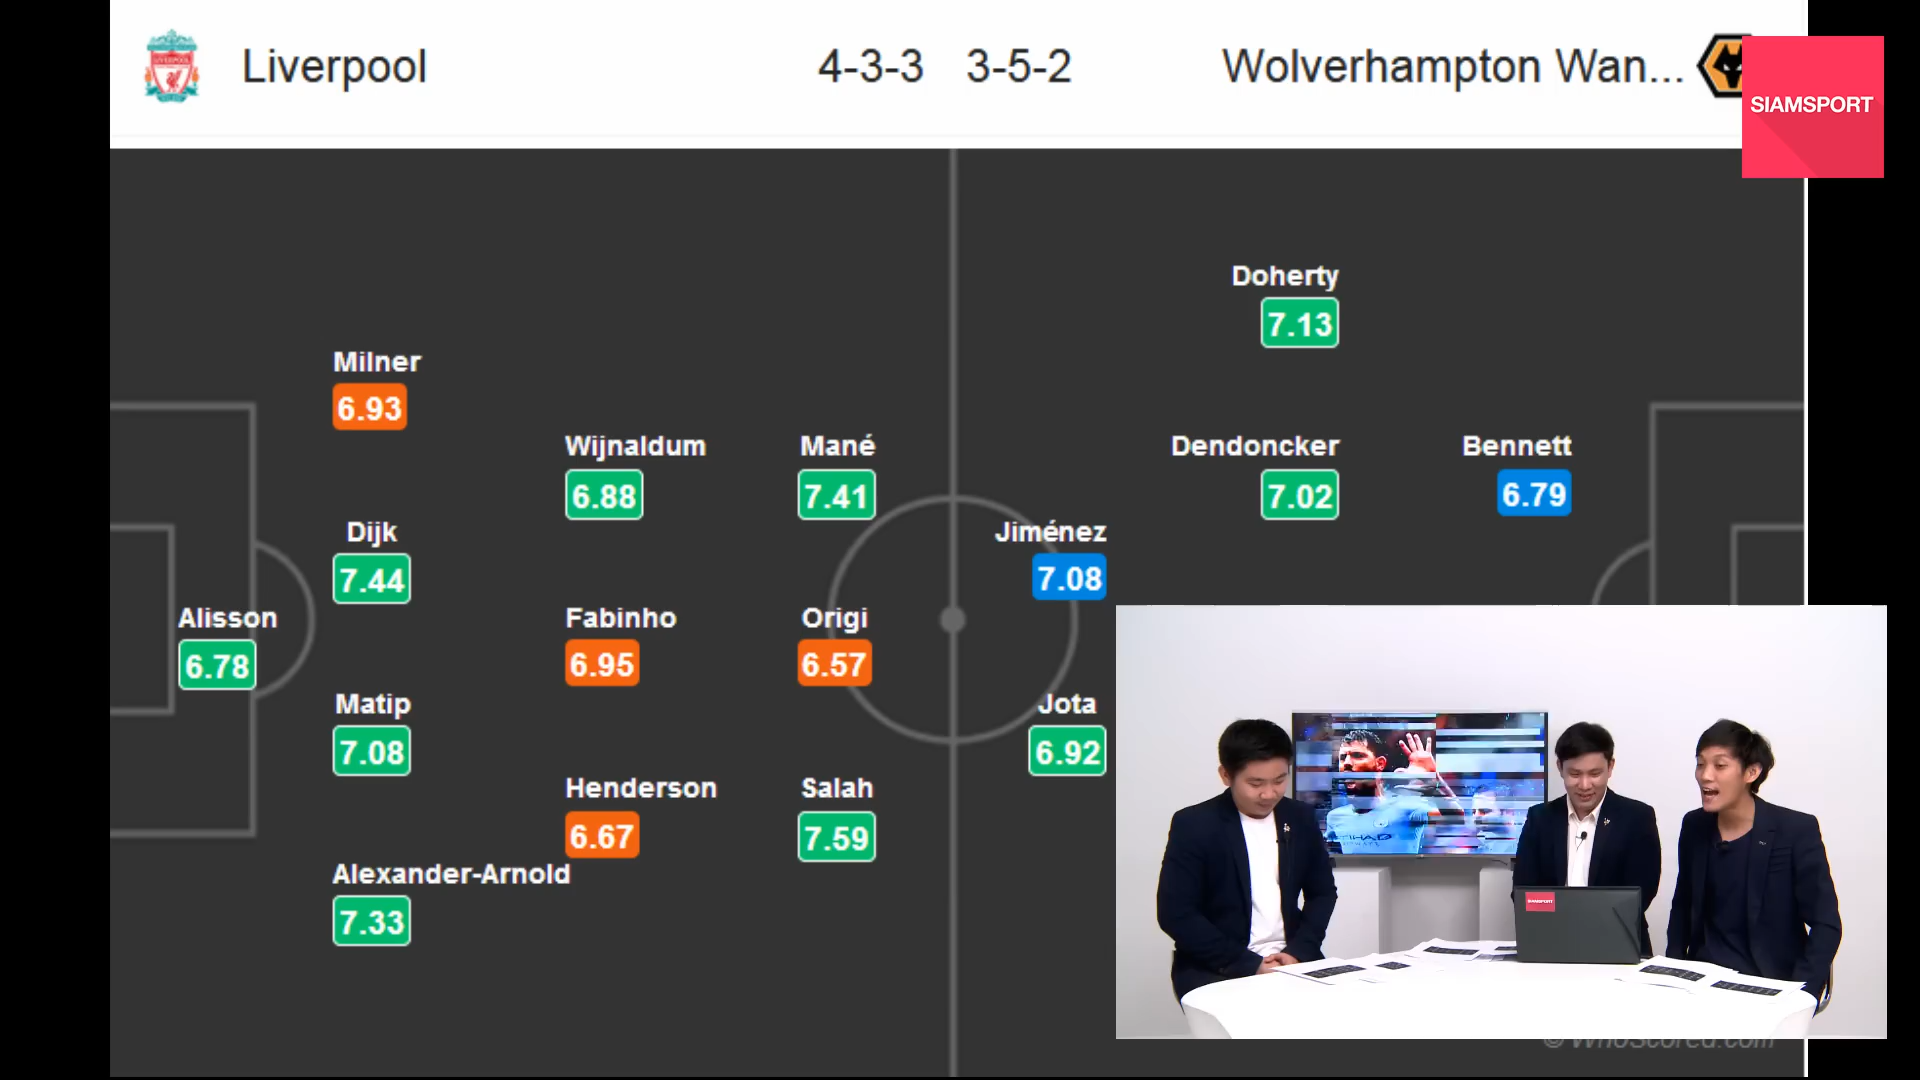 Liverpool
4-3-3 3-5-2
Wolverhampton Wan...
SIAMSPORT
Doherty
7.13
Milner
6.93
Wijnaldum
6.88
Mané
7.41
Dendoncker
7.02
Bennett
6.79
Dijk
7.44
Jiménez
7.08
Alisson
6.78
Fabinho
6.95
Origi
6.57
Matip
7.08
Jota
6.92
Henderson
6.67
Salah
7.59
Alexander-Arnold
7.33
SIAMSPORT
© WhoScored.com